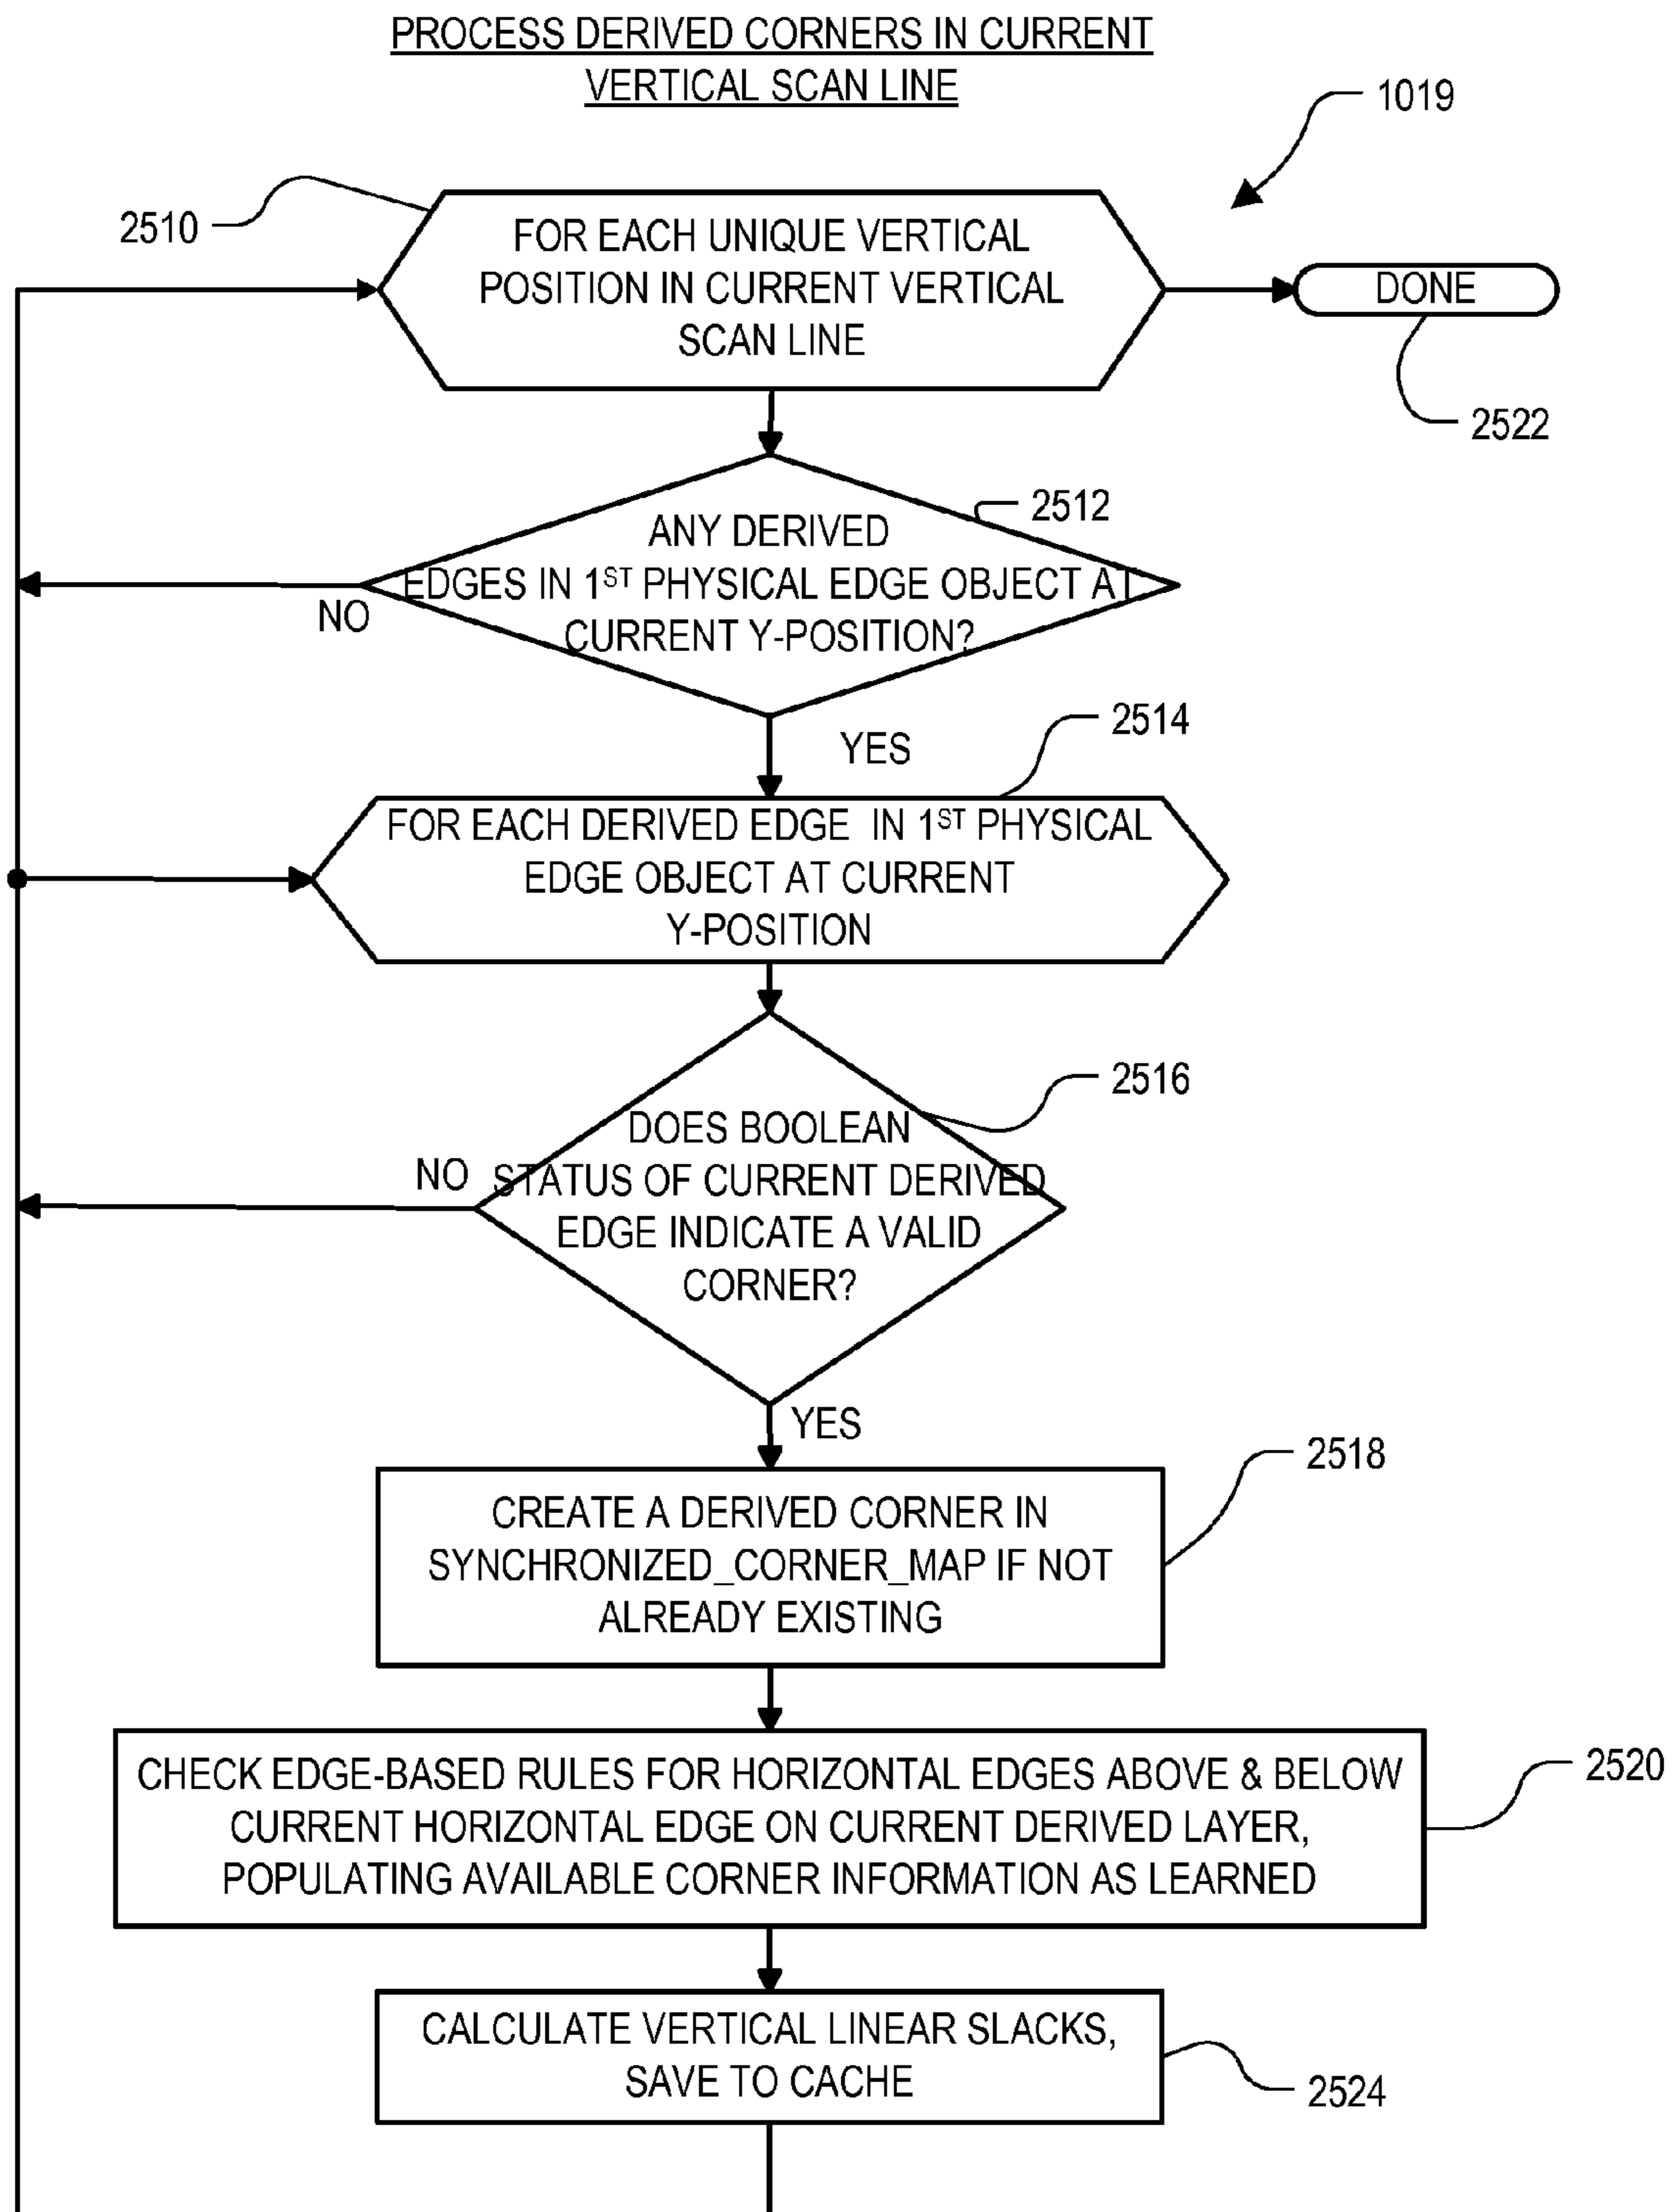 PROCESS DERIVED CORNERS IN CURRENT
VERTICAL SCAN LINE
1019
2510
FOR EACH UNIQUE VERTICAL
POSITION IN CURRENT VERTICAL
SCAN LINE
DONE
2522
2512
ANY DERIVED
EDGES IN 1ST PHYSICAL EDGE OBJECT AT
CURRENT Y-POSITION?
NO
YES
2514
FOR EACH DERIVED EDGE IN 1ST PHYSICAL
EDGE OBJECT AT CURRENT
Y-POSITION
2516
DOES BOOLEAN
STATUS OF CURRENT DERIVED
EDGE INDICATE A VALID
CORNER?
NO
YES
2518
CREATE A DERIVED CORNER IN
SYNCHRONIZED_CORNER_MAP IF NOT
ALREADY EXISTING
2520
CHECK EDGE-BASED RULES FOR HORIZONTAL EDGES ABOVE & BELOW
CURRENT HORIZONTAL EDGE ON CURRENT DERIVED LAYER,
POPULATING AVAILABLE CORNER INFORMATION AS LEARNED
CALCULATE VERTICAL LINEAR SLACKS,
SAVE TO CACHE
2524